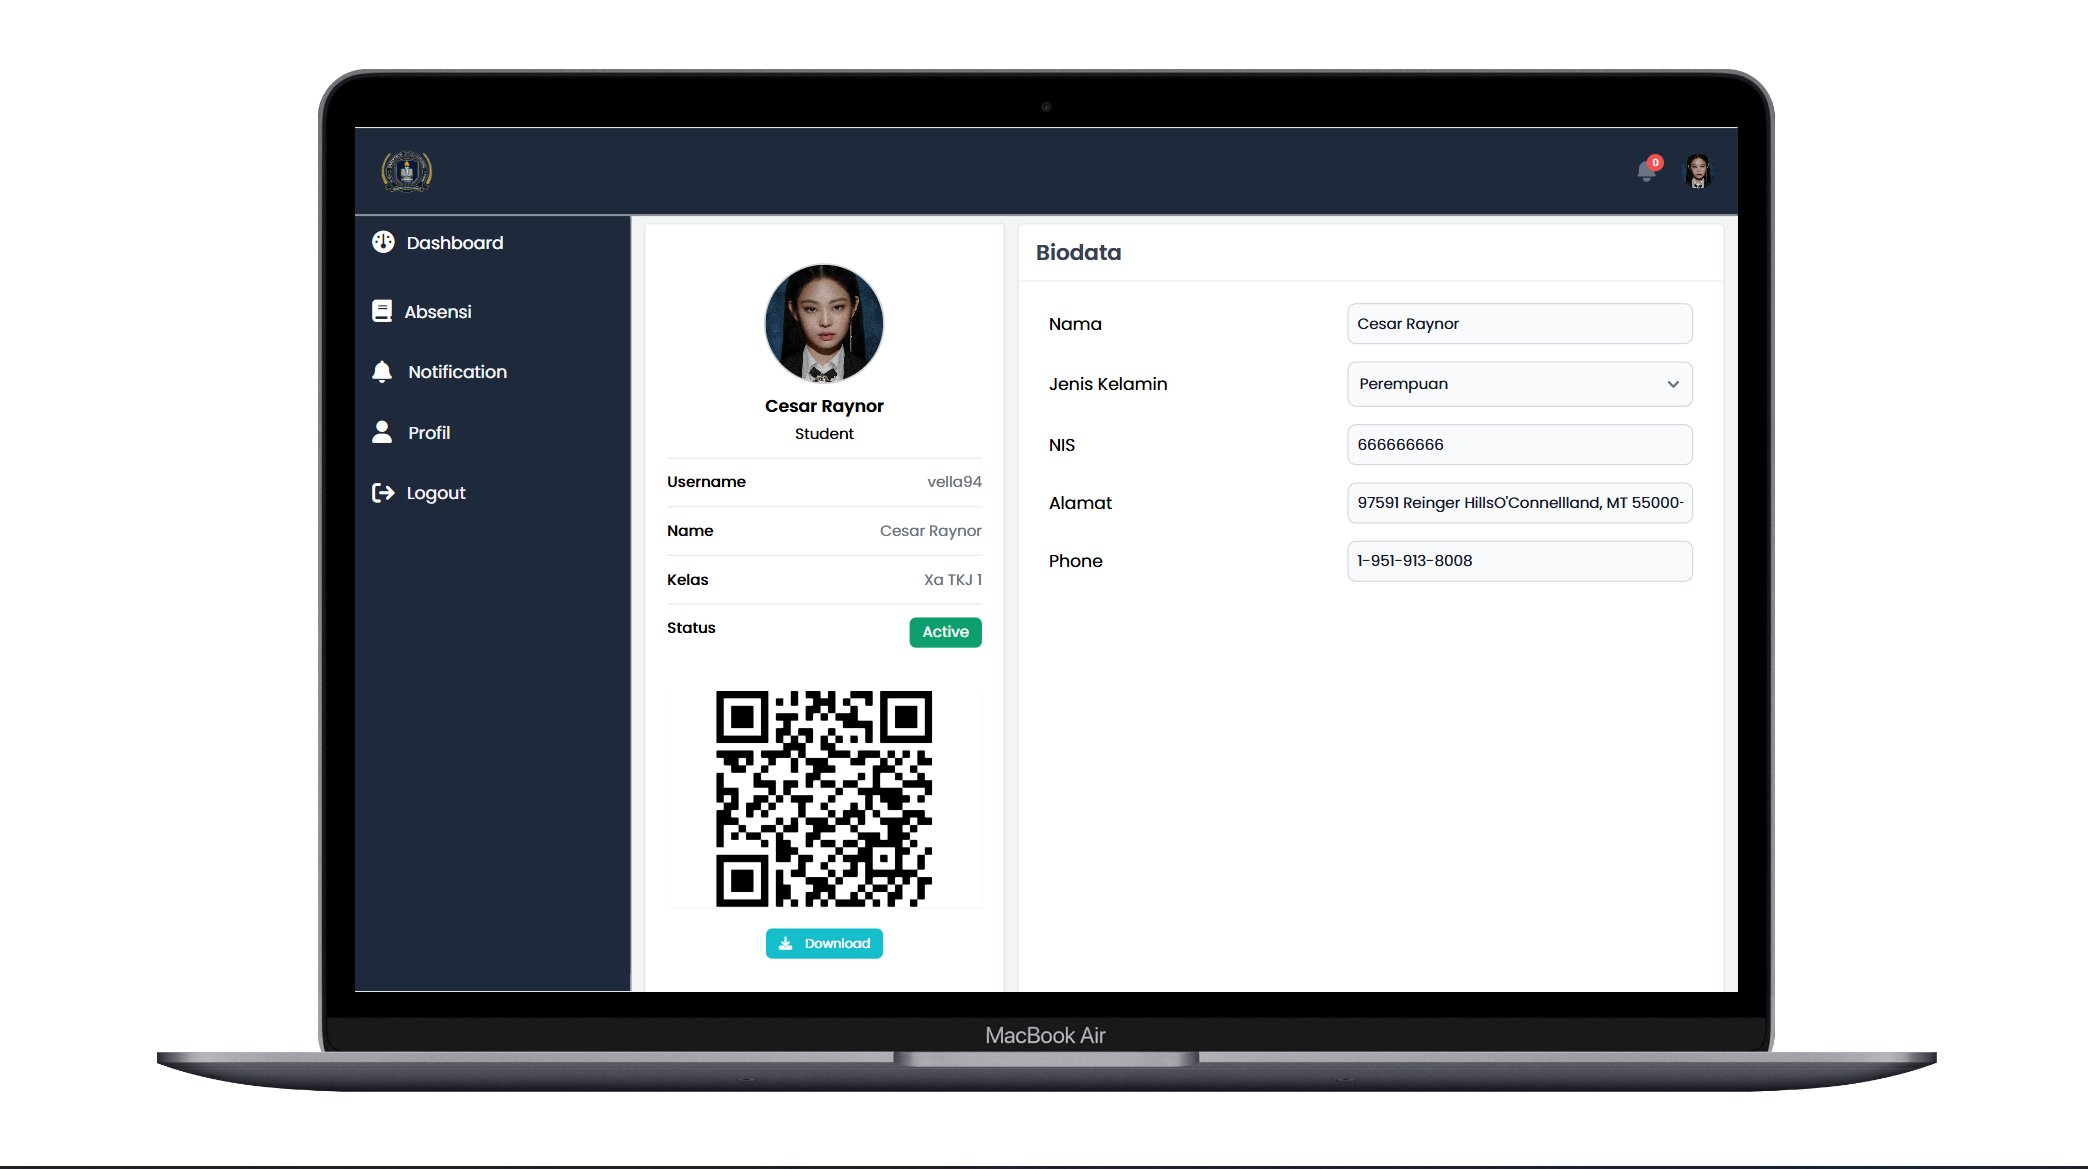 0
Dashboard
Absensi
Notification
Profil
Logout
Cesar Raynor
Student
Username vella94
Name Cesar Raynor
Kelas Xa TKJ 1
Status Active
Download
Biodata
Nama Cesar Raynor
Jenis Kelamin Perempuan
NIS 666666666
Alamat 97591 Reinger HillsO'Connellland, MT 55000-
Phone 1-951-913-8008
MacBook Air